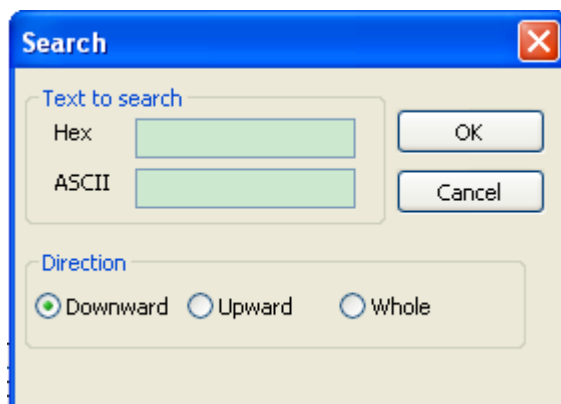 Search
Text to search
Hex
OK
ASCII
Cancel
Direction
Downward Upward Whole